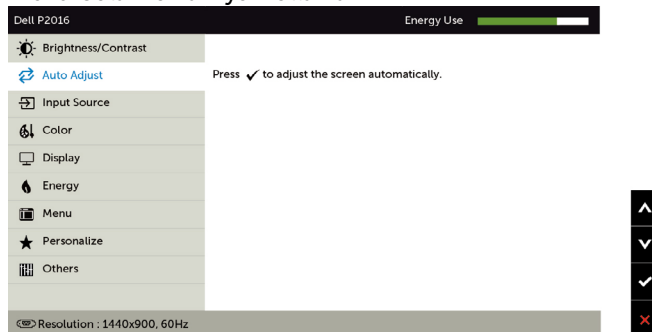 Dell P2016 Energy Use
Brightness/Contrast
Auto Adjust Press ✓ to adjust the screen automatically.
Input Source
Color
Display
Energy
Menu
Personalize
Others
Resolution : 1440x900, 60Hz